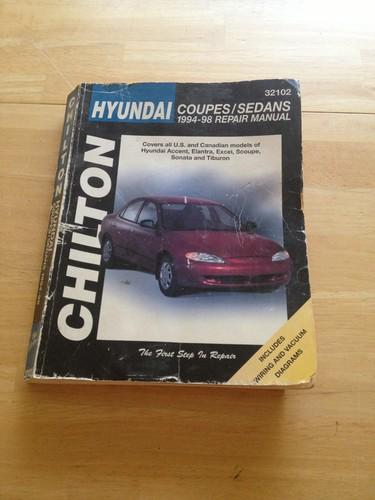 32102
HYUNDAI COUPES/SEDANS
1994-98 REPAIR MANUAL
Covers all U.S. and Canadian models of
Hyundai Accent, Elantra, Excel, Scoupe,
Sonata and Tiburon
CHILTON
The First Step In Repair
INCLUDES
WIRING AND VACUUM
DIAGRAMS
CHILTON